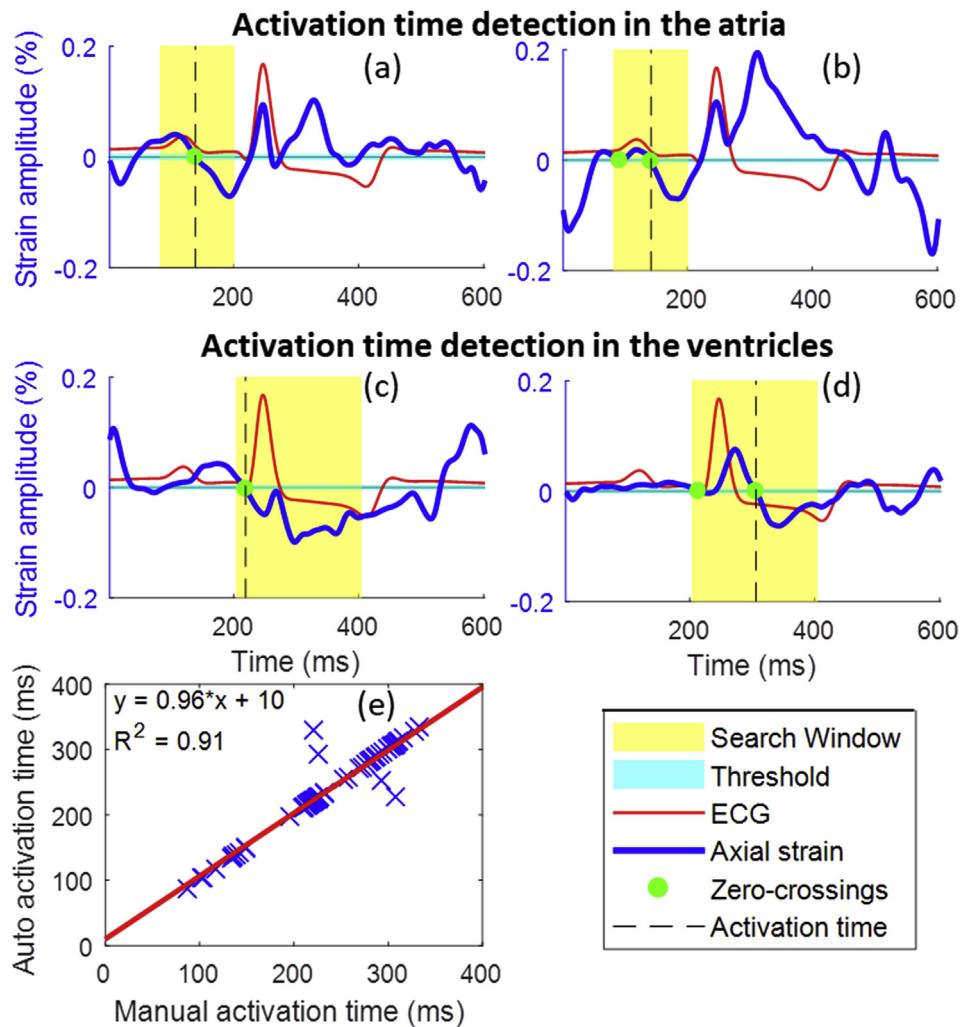 Activation time detection in the atria
0.2
(a)
(b)
0
-0.2
0.2
0
-0.2
Strain amplitude (%)
200
400
600
200
400
600
Activation time detection in the ventricles
0.2
(c)
(d)
0
-0.2
0.2
0
-0.2
Strain amplitude (%)
200
400
600
200
400
600
Time (ms)
Time (ms)
400
300
200
100
0
Auto activation time (ms)
y = 0.96*x + 10
(e)
R² = 0.91
0
100
200
300
400
Manual activation time (ms)
Search Window
Threshold
ECG
Axial strain
Zero-crossings
Activation time